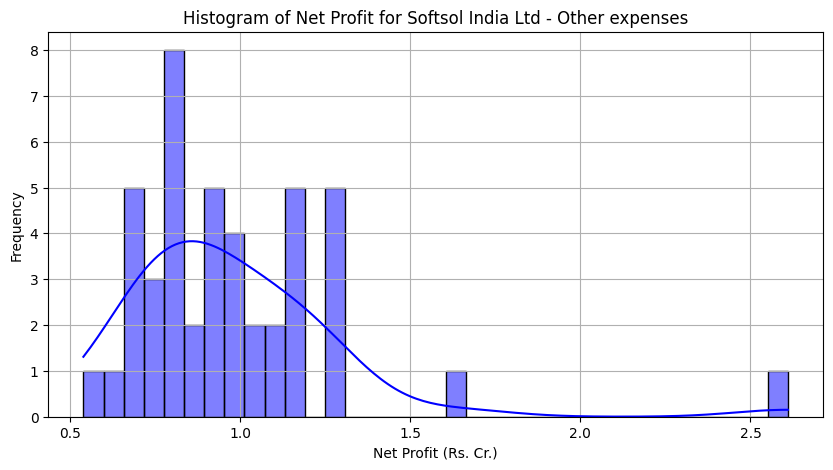 Histogram of Net Profit for Softsol India Ltd - Other expenses
8
7
6
5
4
3
2
1
0
Frequency
0.5 1.0 1.5 2.0 2.5
Net Profit (Rs. Cr.)